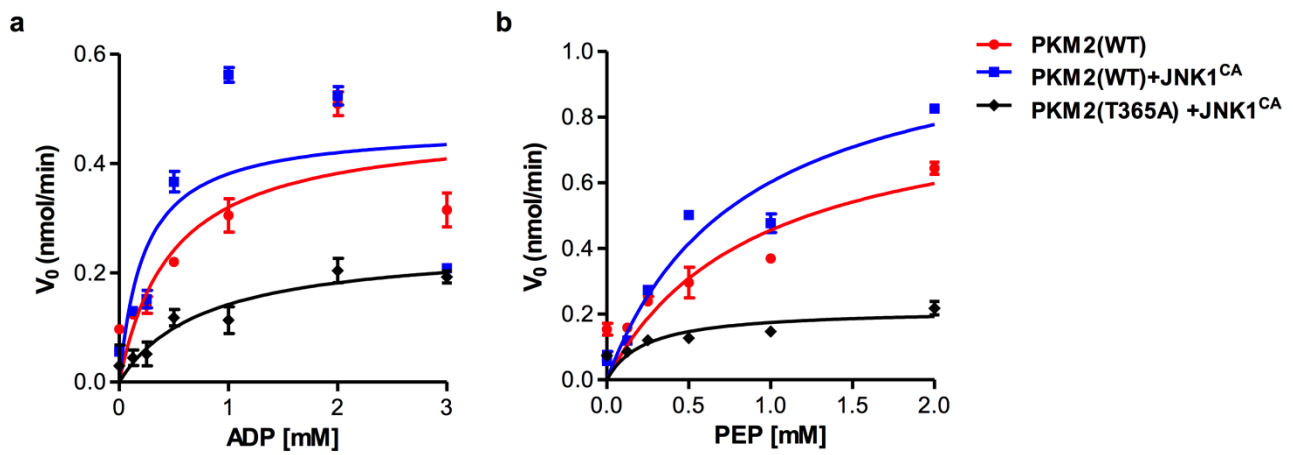 a
V₀ (nmol/min)
0.6
0.4
0.2
0.0
0
1
2
3
ADP [mM]
b
V₀ (nmol/min)
1.0
0.8
0.6
0.4
0.2
0.0
0.0
0.5
1.0
1.5
2.0
PEP [mM]
PKM2(WT)
PKM2(WT)+JNK1ᶜᴬ
PKM2(T365A) +JNK1ᶜᴬ